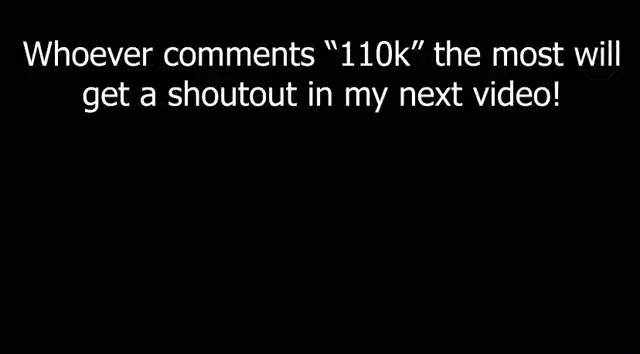 Whoever comments “110k” the most will
get a shoutout in my next video!